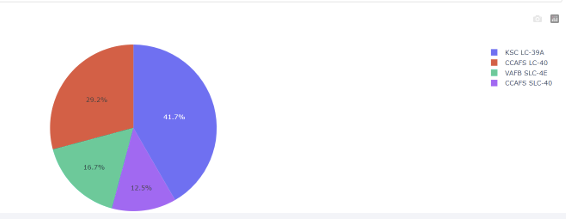 KSC LC-39A
CCAFS LC-40
VAFB SLC-4E
CCAFS SLC-40
41.7%
29.2%
16.7%
12.5%